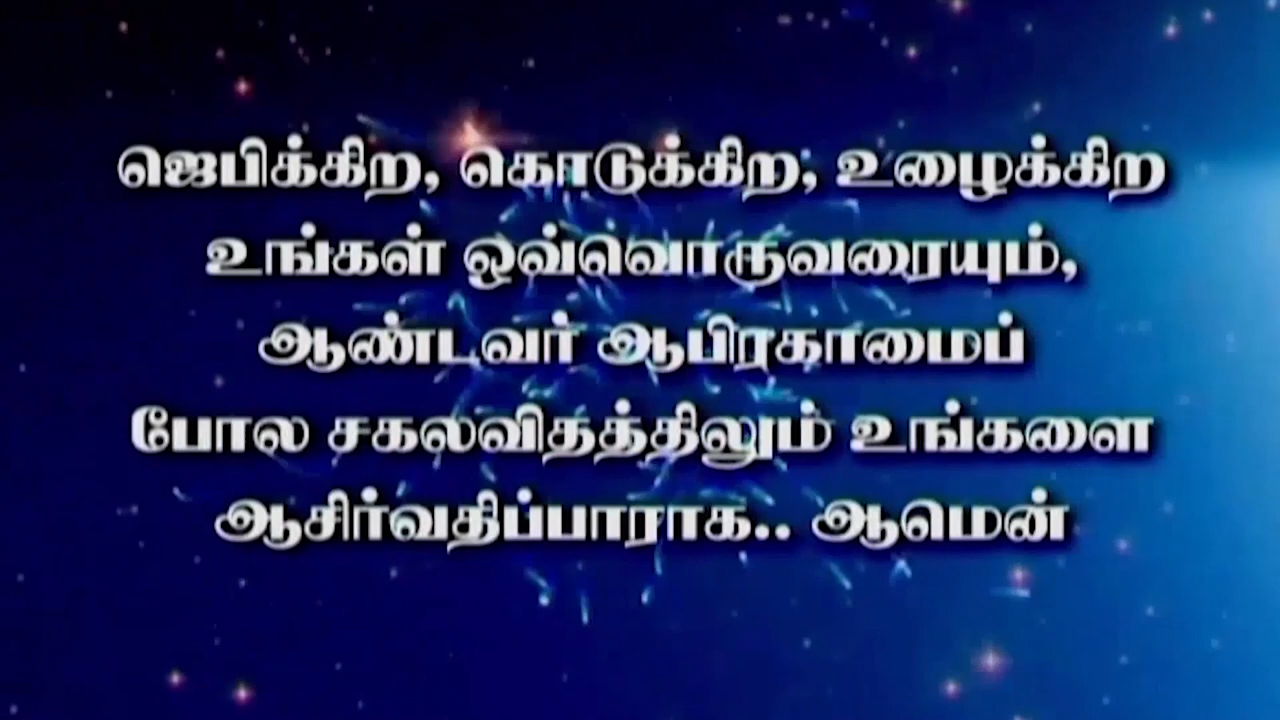 ஜெபிக்கிற, கொடுக்கிற, உழைக்கிற
உங்கள் ஒவ்வொருவரையும்,
ஆண்டவர் ஆபிரகாமைப்
போல சகலவிதத்திலும் உங்களை
ஆசிர்வதிப்பாராக.. ஆமென்